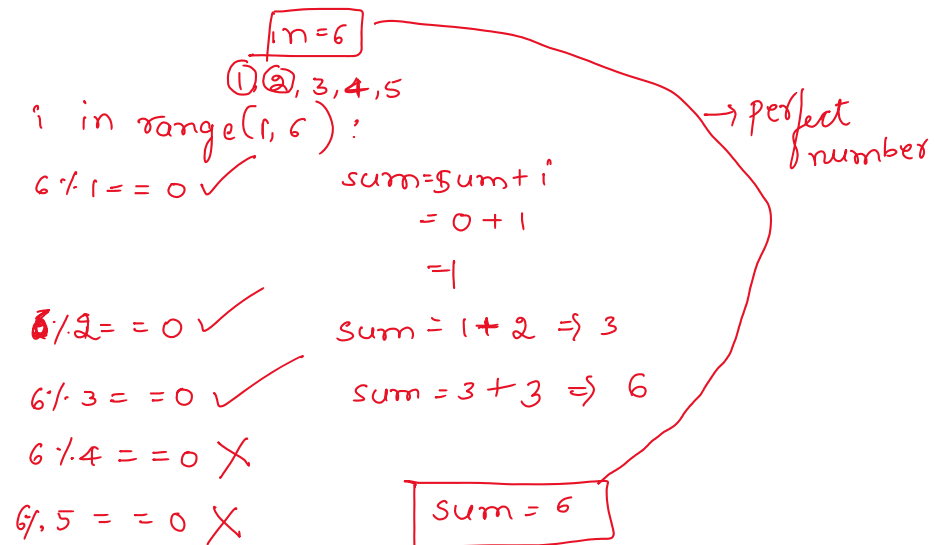 in=6
1, 2, 3, 4, 5
i in range(1, 6):
→ perfect
number
6 % 1 == 0 ✓ sum = sum + i
= 0 + 1
= 1
6 % 2 == 0 ✓ sum = 1 + 2 ⇒ 3
6 % 3 == 0 ✓ sum = 3 + 3 ⇒ 6
6 % 4 == 0 ✗
6 % 5 == 0 ✗
sum = 6